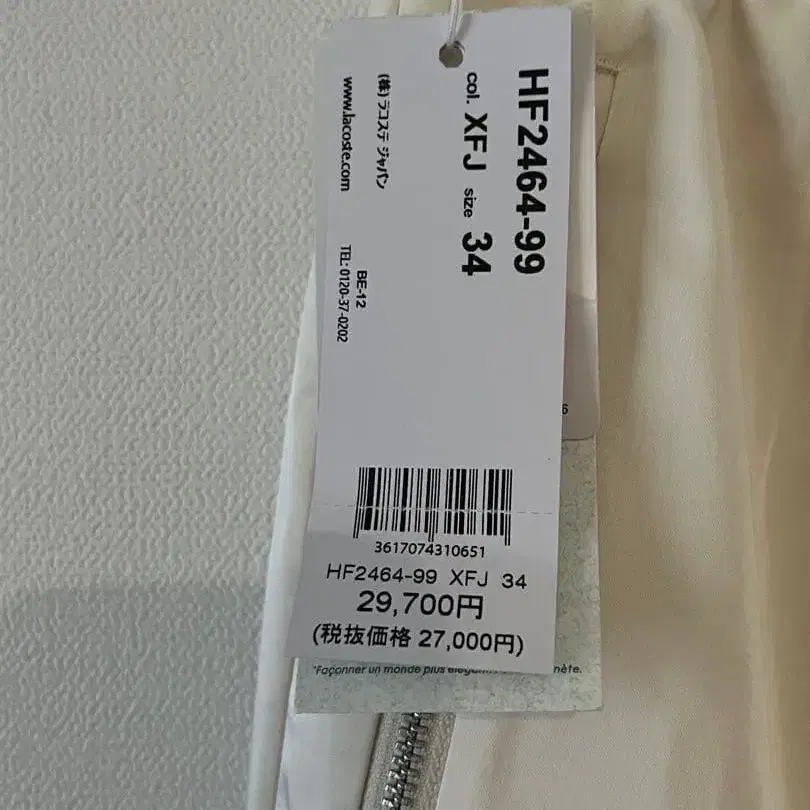 HF2464-99
col. XFJ size 34
(株)ラコステ ジャパン
www.lacoste.com
BE-12
TEL: 0120-37-0202
6
3617074310651
HF2464-99 XFJ 34
29,700円
(税抜価格 27,000円)
"Façonner un monde plus